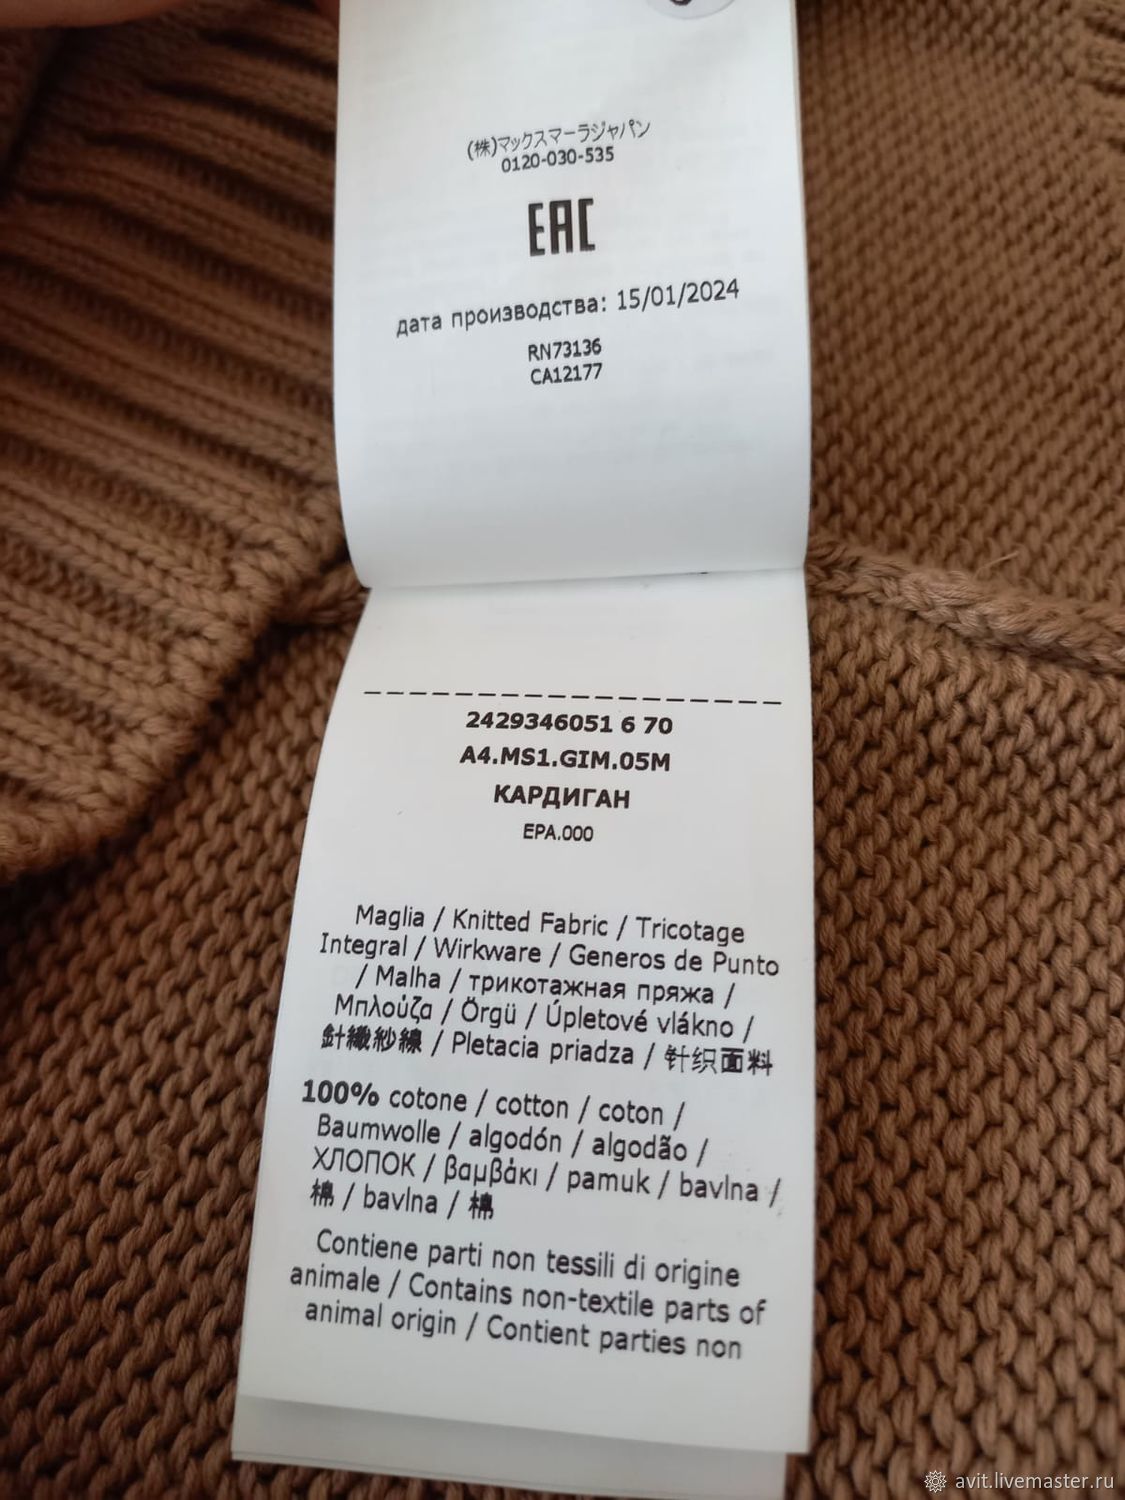 (株)マックスマーラジャパン
0120-030-535
EAC
дата производства: 15/01/2024
RN73136
CA12177
2429346051 6 70
A4.MS1.GIM.05M
КАРДИГАН
EPA.000
Maglia / Knitted Fabric / Tricotage
Integral / Wirkware / Generos de Punto
/ Malha / трикотажная пряжа /
Μπλούζα / Örgü / Úpletové vlákno /
針織紗線 / Pletacia priadza / 针织面料
100% cotone / cotton / coton /
Baumwolle / algodón / algodão /
ХЛОПОК / βαμβάκι / pamuk / bavlna /
棉 / bavlna / 棉
Contiene parti non tessili di origine
animale / Contains non-textile parts of
animal origin / Contient parties non
avit.livemaster.ru